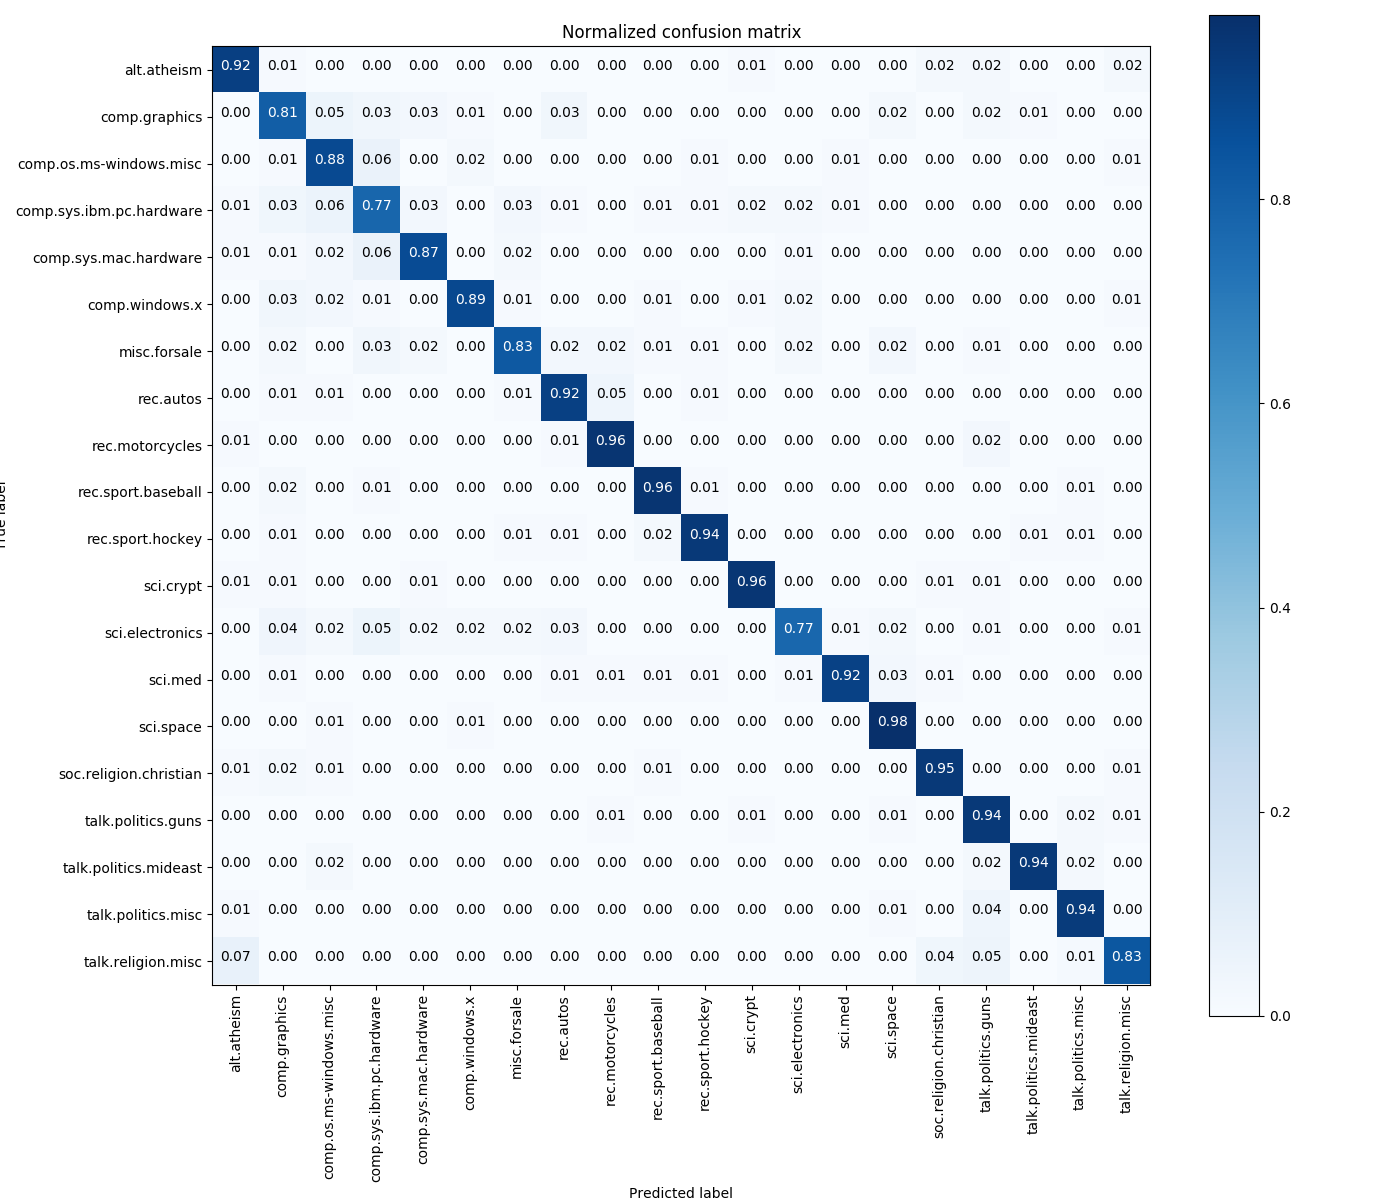 Normalized confusion matrix
alt.atheism 0.92 0.01 0.00 0.00 0.00 0.00 0.00 0.00 0.00 0.00 0.00 0.01 0.00 0.00 0.00 0.02 0.02 0.00 0.00 0.02
comp.graphics 0.00 0.81 0.05 0.03 0.03 0.01 0.00 0.03 0.00 0.00 0.00 0.00 0.00 0.00 0.02 0.00 0.02 0.01 0.00 0.00
comp.os.ms-windows.misc 0.00 0.01 0.88 0.06 0.00 0.02 0.00 0.00 0.00 0.00 0.01 0.00 0.00 0.01 0.00 0.00 0.00 0.00 0.00 0.01
comp.sys.ibm.pc.hardware 0.01 0.03 0.06 0.77 0.03 0.00 0.03 0.01 0.00 0.01 0.01 0.02 0.02 0.01 0.00 0.00 0.00 0.00 0.00 0.00
comp.sys.mac.hardware 0.01 0.01 0.02 0.06 0.87 0.00 0.02 0.00 0.00 0.00 0.00 0.00 0.01 0.00 0.00 0.00 0.00 0.00 0.00 0.00
comp.windows.x 0.00 0.03 0.02 0.01 0.00 0.89 0.01 0.00 0.00 0.01 0.00 0.01 0.02 0.00 0.00 0.00 0.00 0.00 0.00 0.01
misc.forsale 0.00 0.02 0.00 0.03 0.02 0.00 0.83 0.02 0.02 0.01 0.01 0.00 0.02 0.00 0.02 0.00 0.01 0.00 0.00 0.00
rec.autos 0.00 0.01 0.01 0.00 0.00 0.00 0.01 0.92 0.05 0.00 0.01 0.00 0.00 0.00 0.00 0.00 0.00 0.00 0.00 0.00
rec.motorcycles 0.01 0.00 0.00 0.00 0.00 0.00 0.00 0.01 0.96 0.00 0.00 0.00 0.00 0.00 0.00 0.00 0.02 0.00 0.00 0.00
rec.sport.baseball 0.00 0.02 0.00 0.01 0.00 0.00 0.00 0.00 0.00 0.96 0.01 0.00 0.00 0.00 0.00 0.00 0.00 0.00 0.01 0.00
rec.sport.hockey 0.00 0.01 0.00 0.00 0.00 0.00 0.01 0.01 0.00 0.02 0.94 0.00 0.00 0.00 0.00 0.00 0.00 0.01 0.01 0.00
sci.crypt 0.01 0.01 0.00 0.00 0.01 0.00 0.00 0.00 0.00 0.00 0.00 0.96 0.00 0.00 0.00 0.01 0.01 0.00 0.00 0.00
sci.electronics 0.00 0.04 0.02 0.05 0.02 0.02 0.02 0.03 0.00 0.00 0.00 0.00 0.77 0.01 0.02 0.00 0.01 0.00 0.00 0.01
sci.med 0.00 0.01 0.00 0.00 0.00 0.00 0.00 0.01 0.01 0.01 0.01 0.00 0.01 0.92 0.03 0.01 0.00 0.00 0.00 0.00
sci.space 0.00 0.00 0.01 0.00 0.00 0.01 0.00 0.00 0.00 0.00 0.00 0.00 0.00 0.00 0.98 0.00 0.00 0.00 0.00 0.00
soc.religion.christian 0.01 0.02 0.01 0.00 0.00 0.00 0.00 0.00 0.00 0.01 0.00 0.00 0.00 0.00 0.00 0.95 0.00 0.00 0.00 0.01
talk.politics.guns 0.00 0.00 0.00 0.00 0.00 0.00 0.00 0.00 0.01 0.00 0.00 0.01 0.00 0.00 0.01 0.00 0.94 0.00 0.02 0.01
talk.politics.mideast 0.00 0.00 0.02 0.00 0.00 0.00 0.00 0.00 0.00 0.00 0.00 0.00 0.00 0.00 0.00 0.00 0.02 0.94 0.02 0.00
talk.politics.misc 0.01 0.00 0.00 0.00 0.00 0.00 0.00 0.00 0.00 0.00 0.00 0.00 0.00 0.00 0.01 0.00 0.04 0.00 0.94 0.00
talk.religion.misc 0.07 0.00 0.00 0.00 0.00 0.00 0.00 0.00 0.00 0.00 0.00 0.00 0.00 0.00 0.00 0.04 0.05 0.00 0.01 0.83
alt.atheism
comp.graphics
comp.os.ms-windows.misc
comp.sys.ibm.pc.hardware
comp.sys.mac.hardware
comp.windows.x
misc.forsale
rec.autos
rec.motorcycles
rec.sport.baseball
rec.sport.hockey
sci.crypt
sci.electronics
sci.med
sci.space
soc.religion.christian
talk.politics.guns
talk.politics.mideast
talk.politics.misc
talk.religion.misc
Predicted label
0.8
0.6
0.4
0.2
0.0